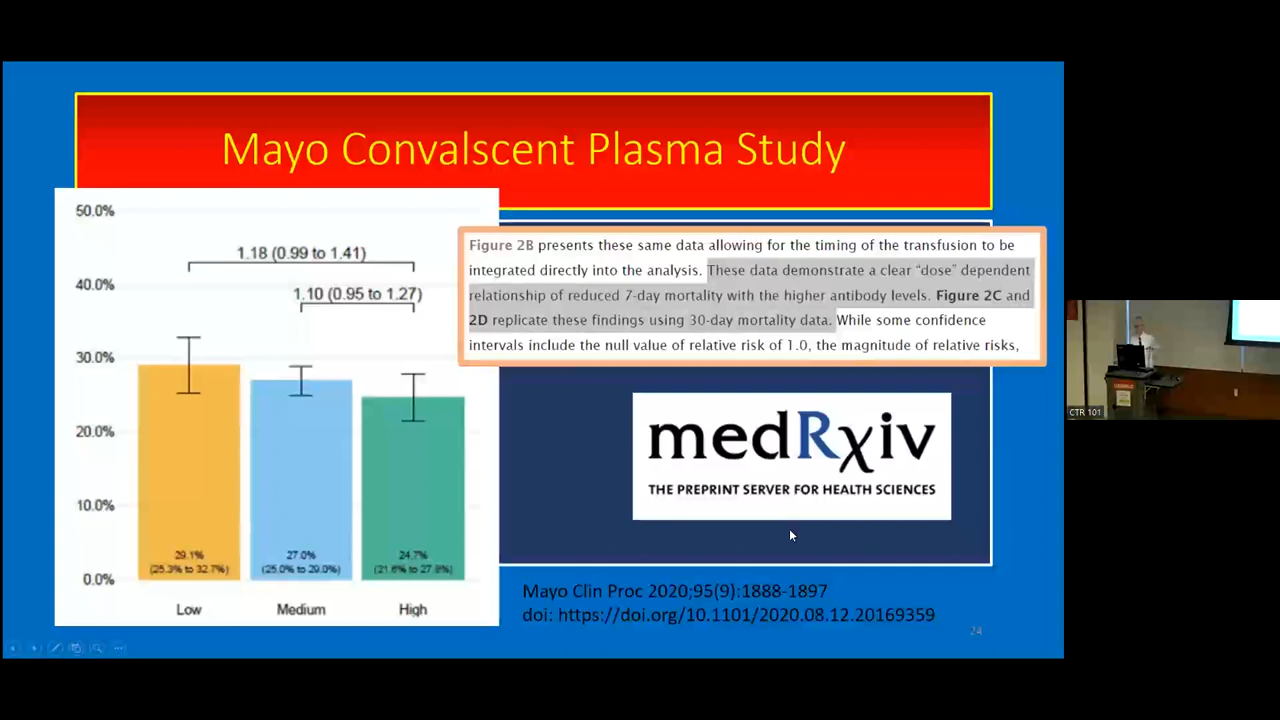 Mayo Convalscent Plasma Study
50.0%
40.0%
30.0%
20.0%
10.0%
0.0%
1.18 (0.99 to 1.41)
1.10 (0.95 to 1.27)
29.1%
(25.3% to 32.7%)
27.0%
(25.0% to 29.0%)
24.7%
(21.6% to 27.8%)
Low
Medium
High
Figure 2B presents these same data allowing for the timing of the transfusion to be
integrated directly into the analysis. These data demonstrate a clear “dose” dependent
relationship of reduced 7-day mortality with the higher antibody levels. Figure 2C and
2D replicate these findings using 30-day mortality data. While some confidence
intervals include the null value of relative risk of 1.0, the magnitude of relative risks,
medRχiv
THE PREPRINT SERVER FOR HEALTH SCIENCES
Mayo Clin Proc 2020;95(9):1888-1897
doi: https://doi.org/10.1101/2020.08.12.20169359
24
CTR 101